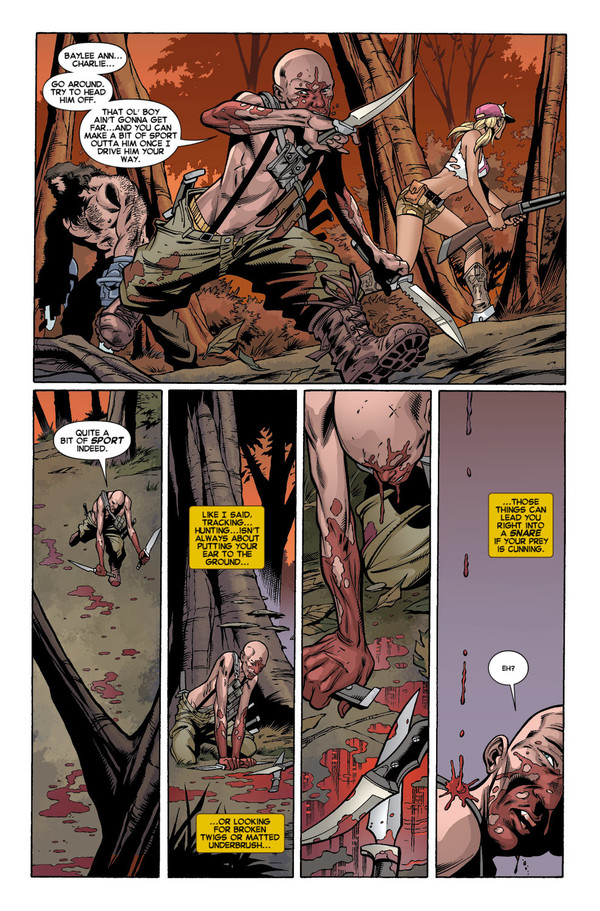 BAYLEE ANN...
CHARLIE...
GO AROUND.
TRY TO HEAD
HIM OFF.
THAT OL' BOY
AIN'T GONNA GET
FAR...AND YOU CAN
MAKE A BIT OF SPORT
OUTTA HIM ONCE I
DRIVE HIM YOUR
WAY.
QUITE A
BIT OF SPORT
INDEED.
LIKE I SAID,
TRACKING...
HUNTING...ISN'T
ALWAYS ABOUT
PUTTING YOUR
EAR TO THE
GROUND...
...OR LOOKING
FOR BROKEN
TWIGS OR MATTED
UNDERBRUSH...
...THOSE
THINGS CAN
LEAD YOU
RIGHT INTO
A SNARE
IF YOUR PREY
IS CUNNING.
EH?